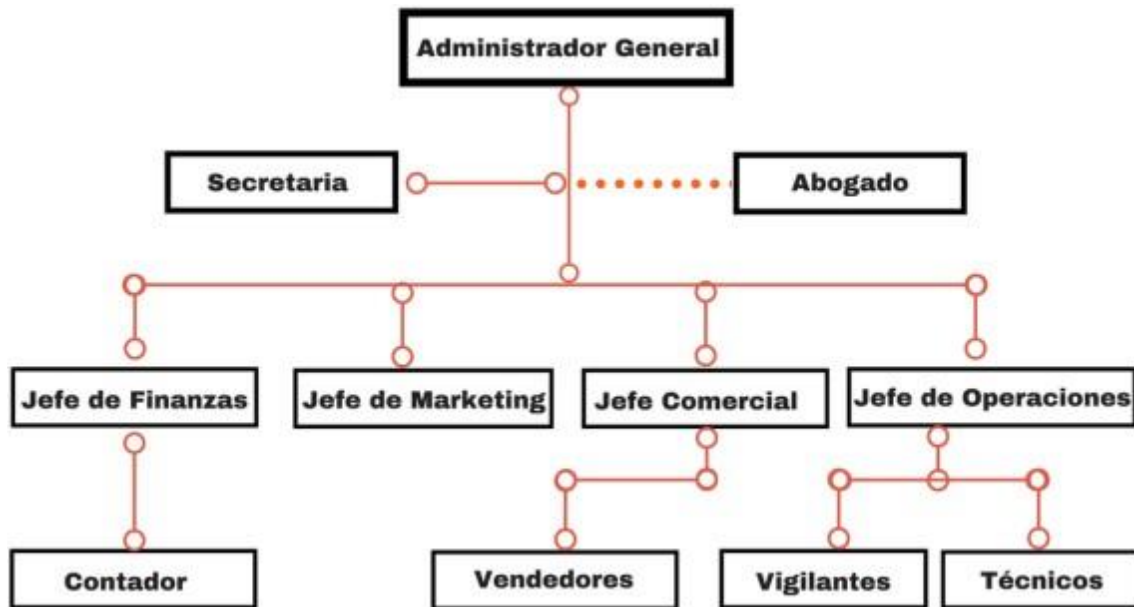 Administrador General
Secretaria
Abogado
Jefe de Finanzas
Jefe de Marketing
Jefe Comercial
Jefe de Operaciones
Contador
Vendedores
Vigilantes
Técnicos